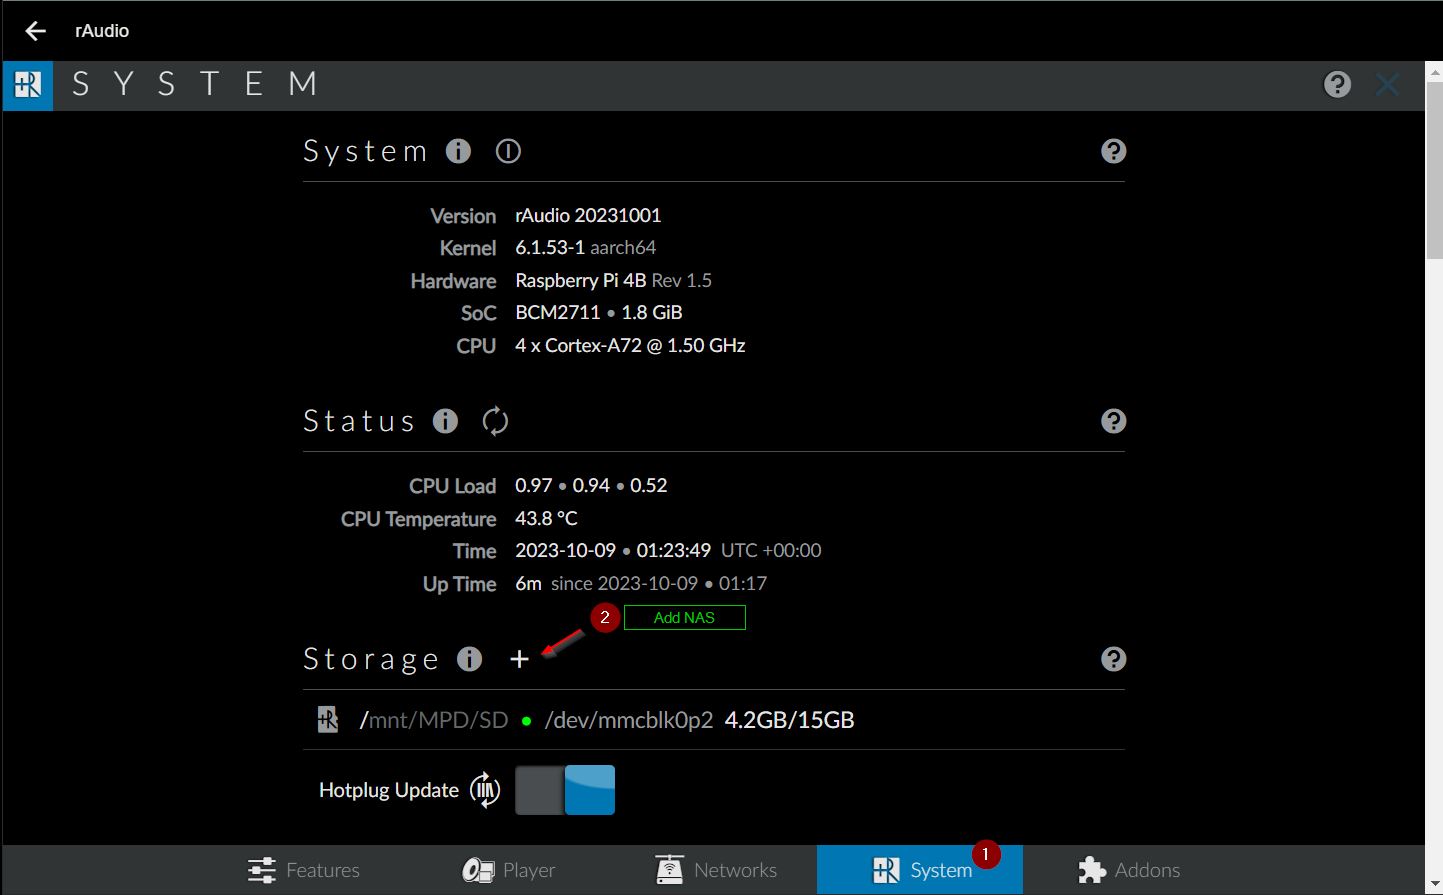 rAudio
SYSTEM
System
Version rAudio 20231001
Kernel 6.1.53-1 aarch64
Hardware Raspberry Pi 4B Rev 1.5
SoC BCM2711 • 1.8 GiB
CPU 4 x Cortex-A72 @ 1.50 GHz
Status
CPU Load 0.97 • 0.94 • 0.52
CPU Temperature 43.8 °C
Time 2023-10-09 • 01:23:49 UTC +00:00
Up Time 6m since 2023-10-09 • 01:17
2 Add NAS
Storage +
/mnt/MPD/SD • /dev/mmcblk0p2 4.2GB/15GB
Hotplug Update
Features Player Networks System 1 Addons